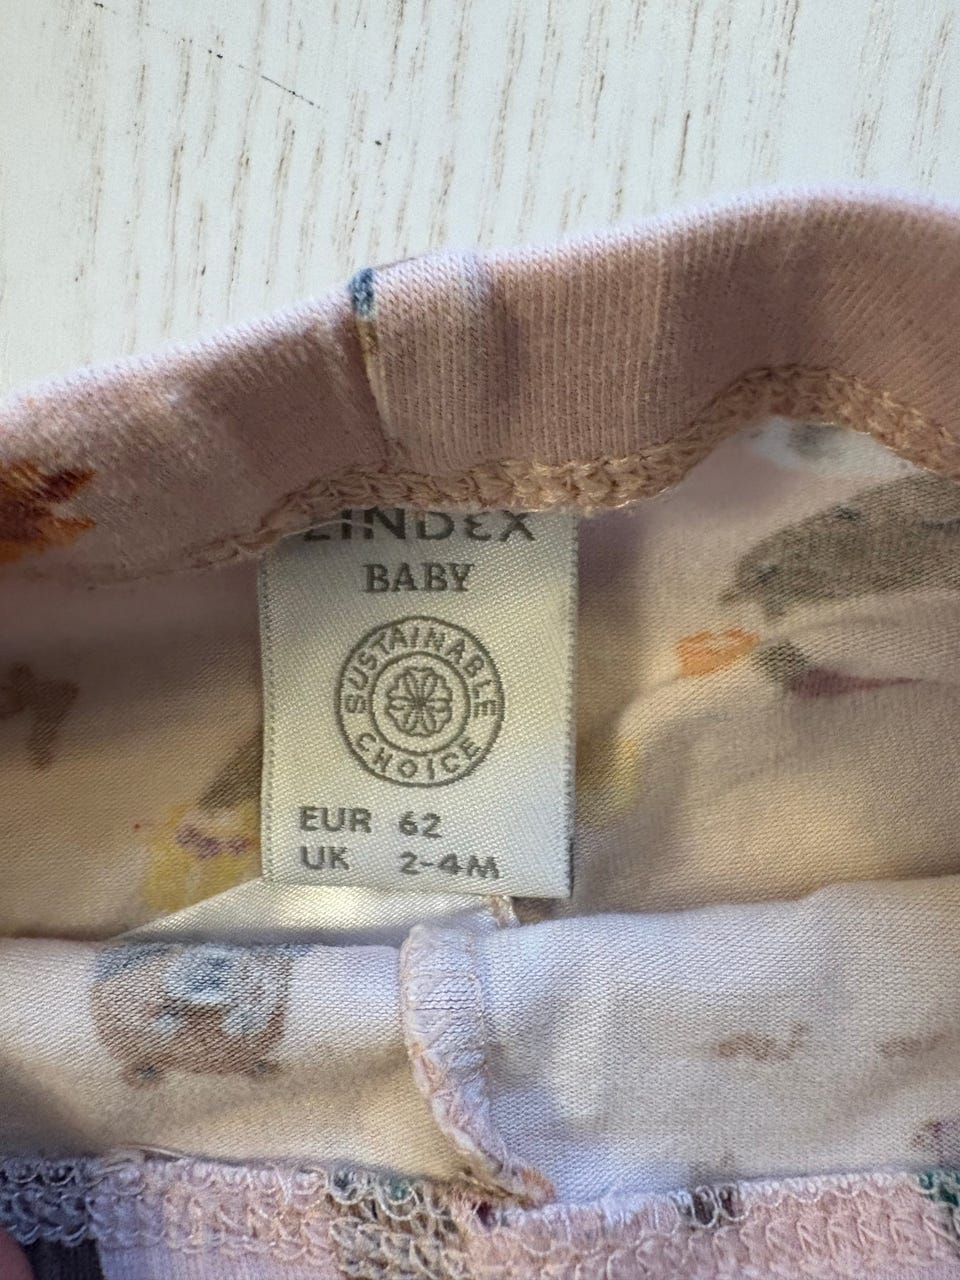 LINDEX
BABY
SUSTAINABLE
CHOICE
EUR 62
UK 2-4M